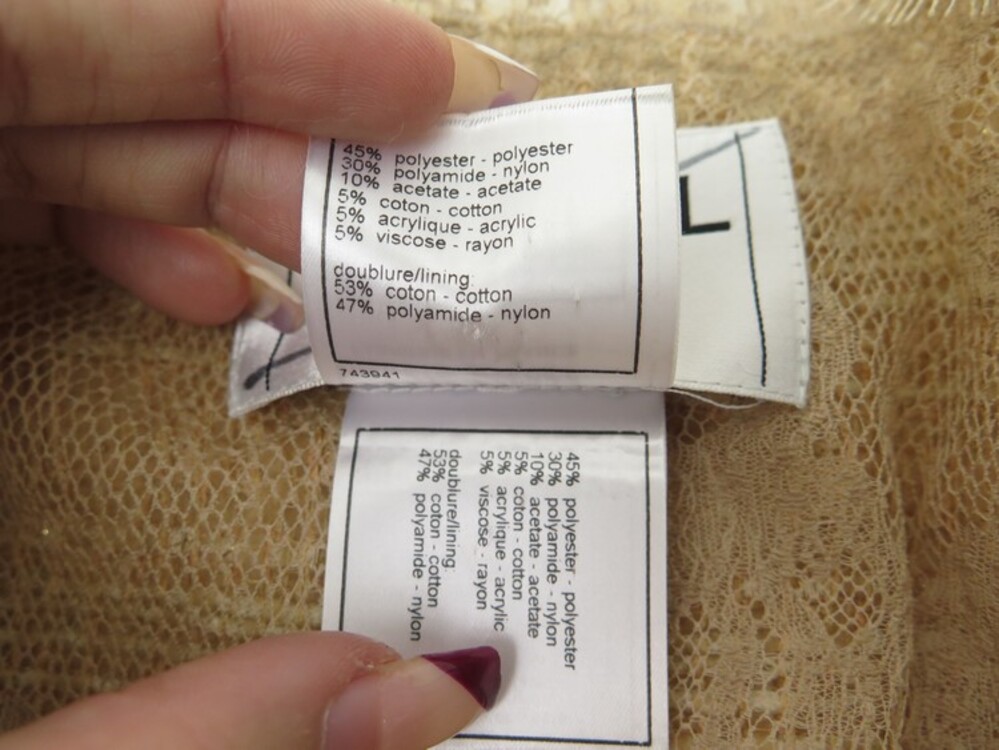 45% polyester - polyester
30% polyamide - nylon
10% acetate - acetate
5% coton - cotton
5% acrylique - acrylic
5% viscose - rayon
doublure/lining:
53% coton - cotton
47% polyamide - nylon
743941
L
45% polyester - polyester
30% polyamide - nylon
10% acetate - acetate
5% coton - cotton
5% acrylique - acrylic
5% viscose - rayon
doublure/lining:
53% coton - cotton
47% polyamide - nylon